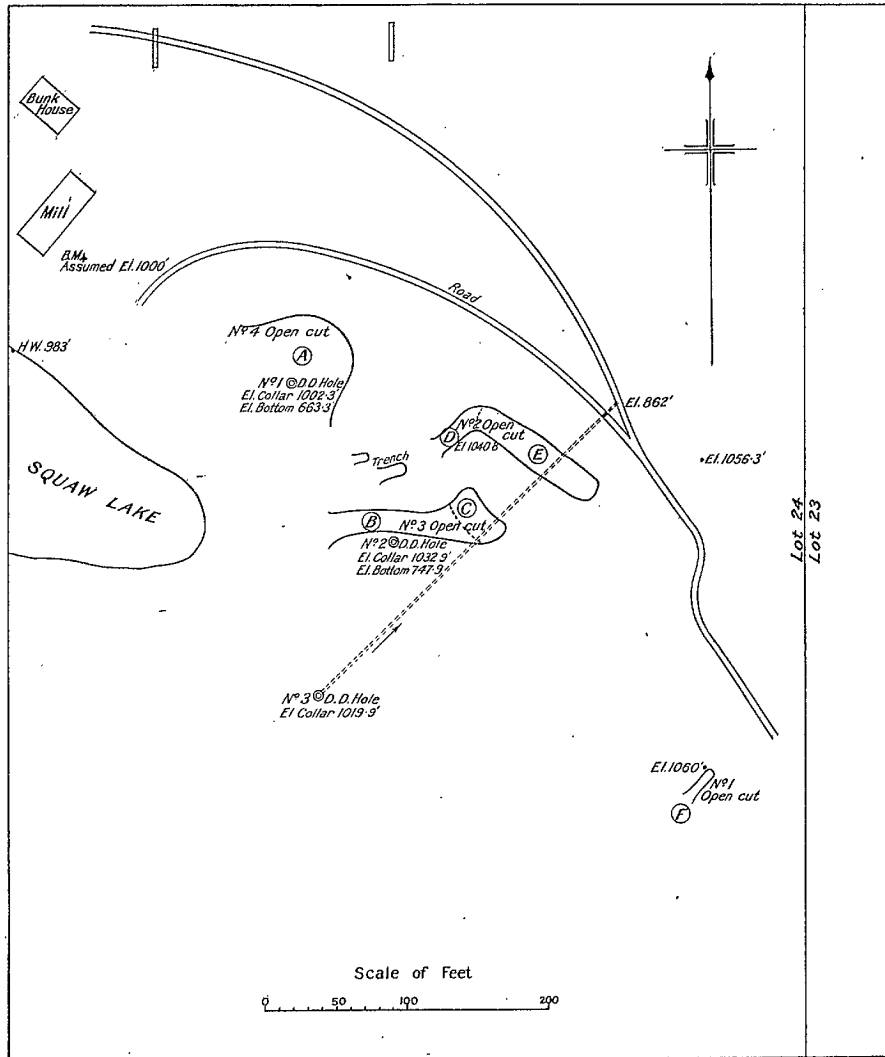 Bunk
House
Mill
B.M.
Assumed El. 1000'
Road
H.W. 983'
Nº 4 Open cut
A
Nº 1 D.D. Hole
El. Collar 1002·3'
El. Bottom 663·3'
El. 862'
Nº 2 Open
cut
D
El 1040·8
E
El. 1056·3'
Trench
SQUAW LAKE
C
B
Nº 3 Open cut
Nº 2 D.D. Hole
El. Collar 1032·9'
El. Bottom 747·9'
Lot 24
Lot 23
Nº 3 D.D. Hole
El Collar 1019·9'
El. 1060'
Nº 1
Open cut
F
Scale of Feet
0 50 100 200